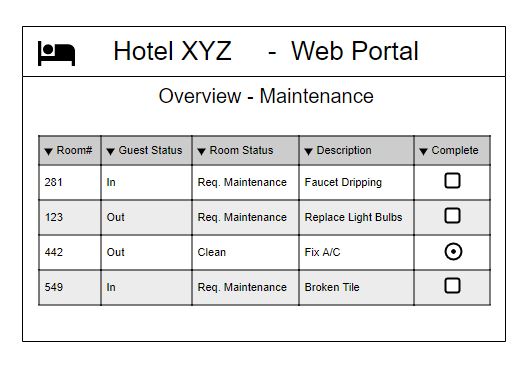 Hotel XYZ - Web Portal
Overview - Maintenance
Room# Guest Status Room Status Description Complete
281 In Req. Maintenance Faucet Dripping
123 Out Req. Maintenance Replace Light Bulbs
442 Out Clean Fix A/C
549 In Req. Maintenance Broken Tile